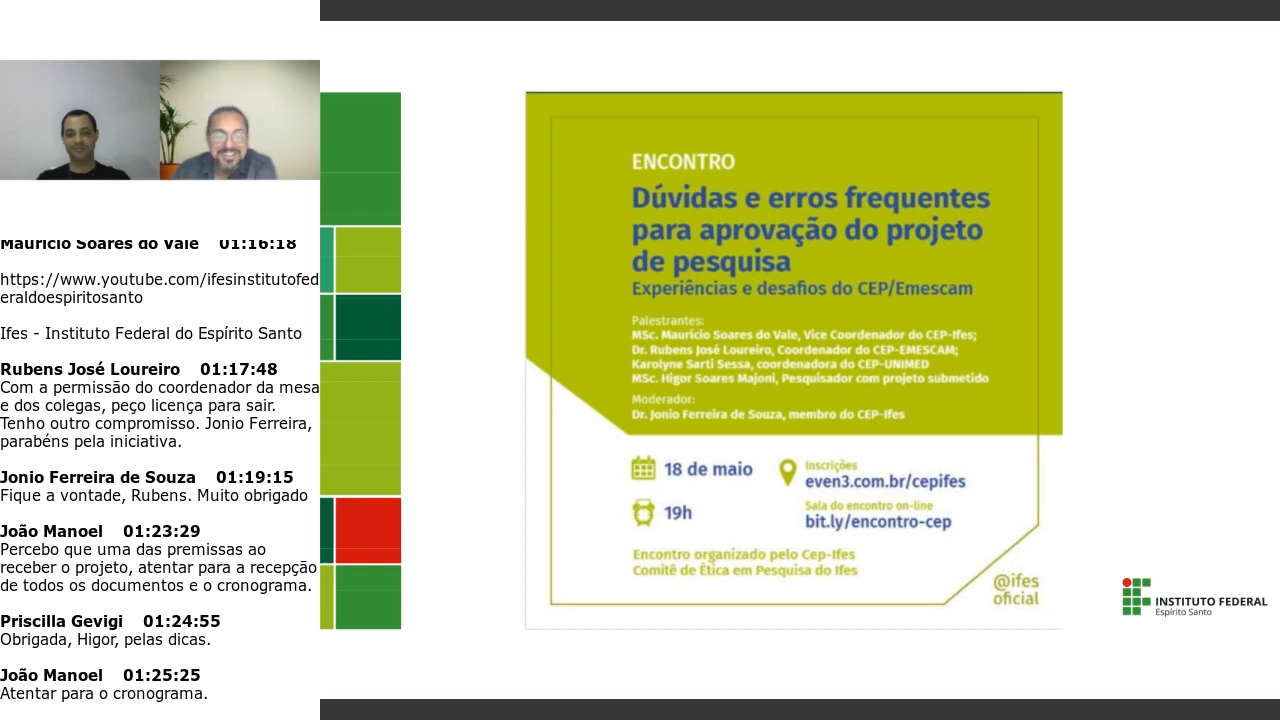 Maurício Soares do Vale 01:16:18
https://www.youtube.com/ifesinstitutofed
eraldoespiritosanto
Ifes - Instituto Federal do Espírito Santo
Rubens José Loureiro 01:17:48
Com a permissão do coordenador da mesa
e dos colegas, peço licença para sair.
Tenho outro compromisso. Jonio Ferreira,
parabéns pela iniciativa.
Jonio Ferreira de Souza 01:19:15
Fique a vontade, Rubens. Muito obrigado
João Manoel 01:23:29
Percebo que uma das premissas ao
receber o projeto, atentar para a recepção
de todos os documentos e o cronograma.
Priscilla Gevigi 01:24:55
Obrigada, Higor, pelas dicas.
João Manoel 01:25:25
Atentar para o cronograma.
ENCONTRO
Dúvidas e erros frequentes
para aprovação do projeto
de pesquisa
Experiências e desafios do CEP/Emescam
Palestrantes:
MSc. Maurício Soares do Vale, Vice Coordenador do CEP-Ifes;
Dr. Rubens José Loureiro, Coordenador do CEP-EMESCAM;
Karolyne Sarti Sessa, coordenadora do CEP-UNIMED
MSc. Higor Soares Majoni, Pesquisador com projeto submetido
Moderador:
Dr. Jonio Ferreira de Souza, membro do CEP-Ifes
18 de maio
19h
Inscrições
even3.com.br/cepifes
Sala do encontro on-line
bit.ly/encontro-cep
Encontro organizado pelo Cep-Ifes
Comitê de Ética em Pesquisa do Ifes
@ifes
oficial
INSTITUTO FEDERAL
Espírito Santo